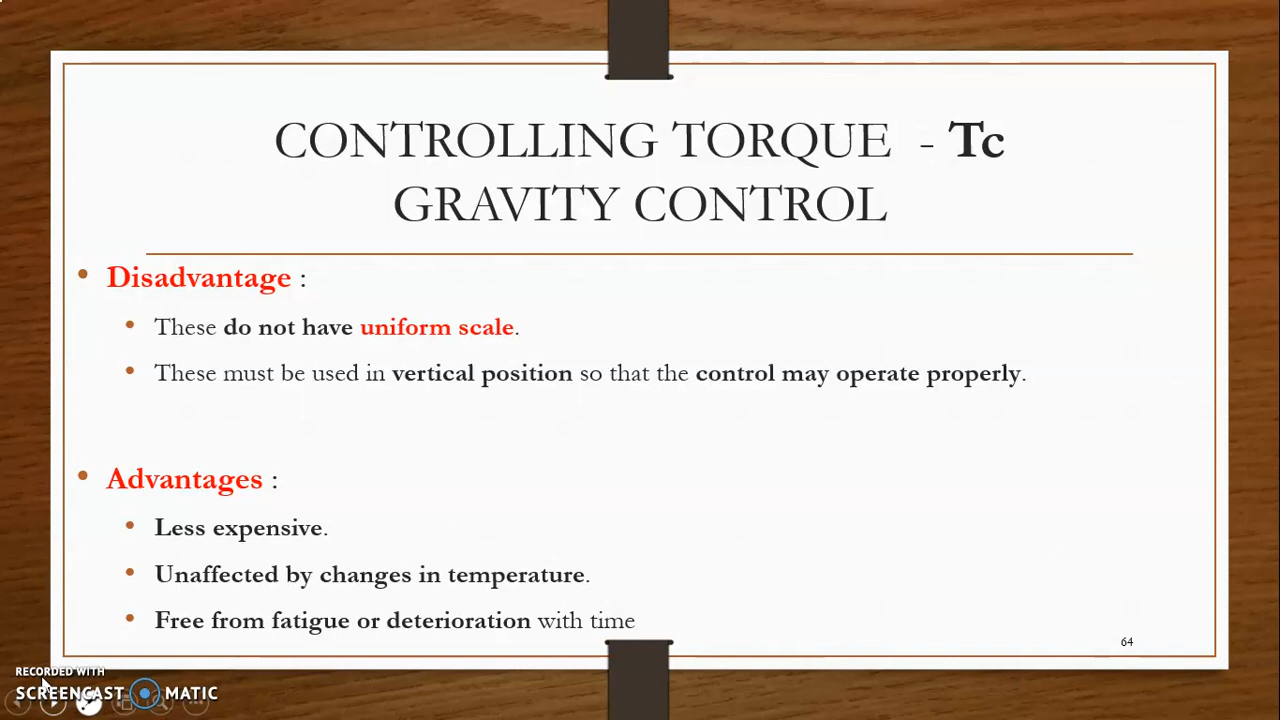 CONTROLLING TORQUE - Tc
GRAVITY CONTROL
• Disadvantage :
• These do not have uniform scale.
• These must be used in vertical position so that the control may operate properly.
• Advantages :
• Less expensive.
• Unaffected by changes in temperature.
• Free from fatigue or deterioration with time
64
RECORDED WITH
SCREENCAST MATIC